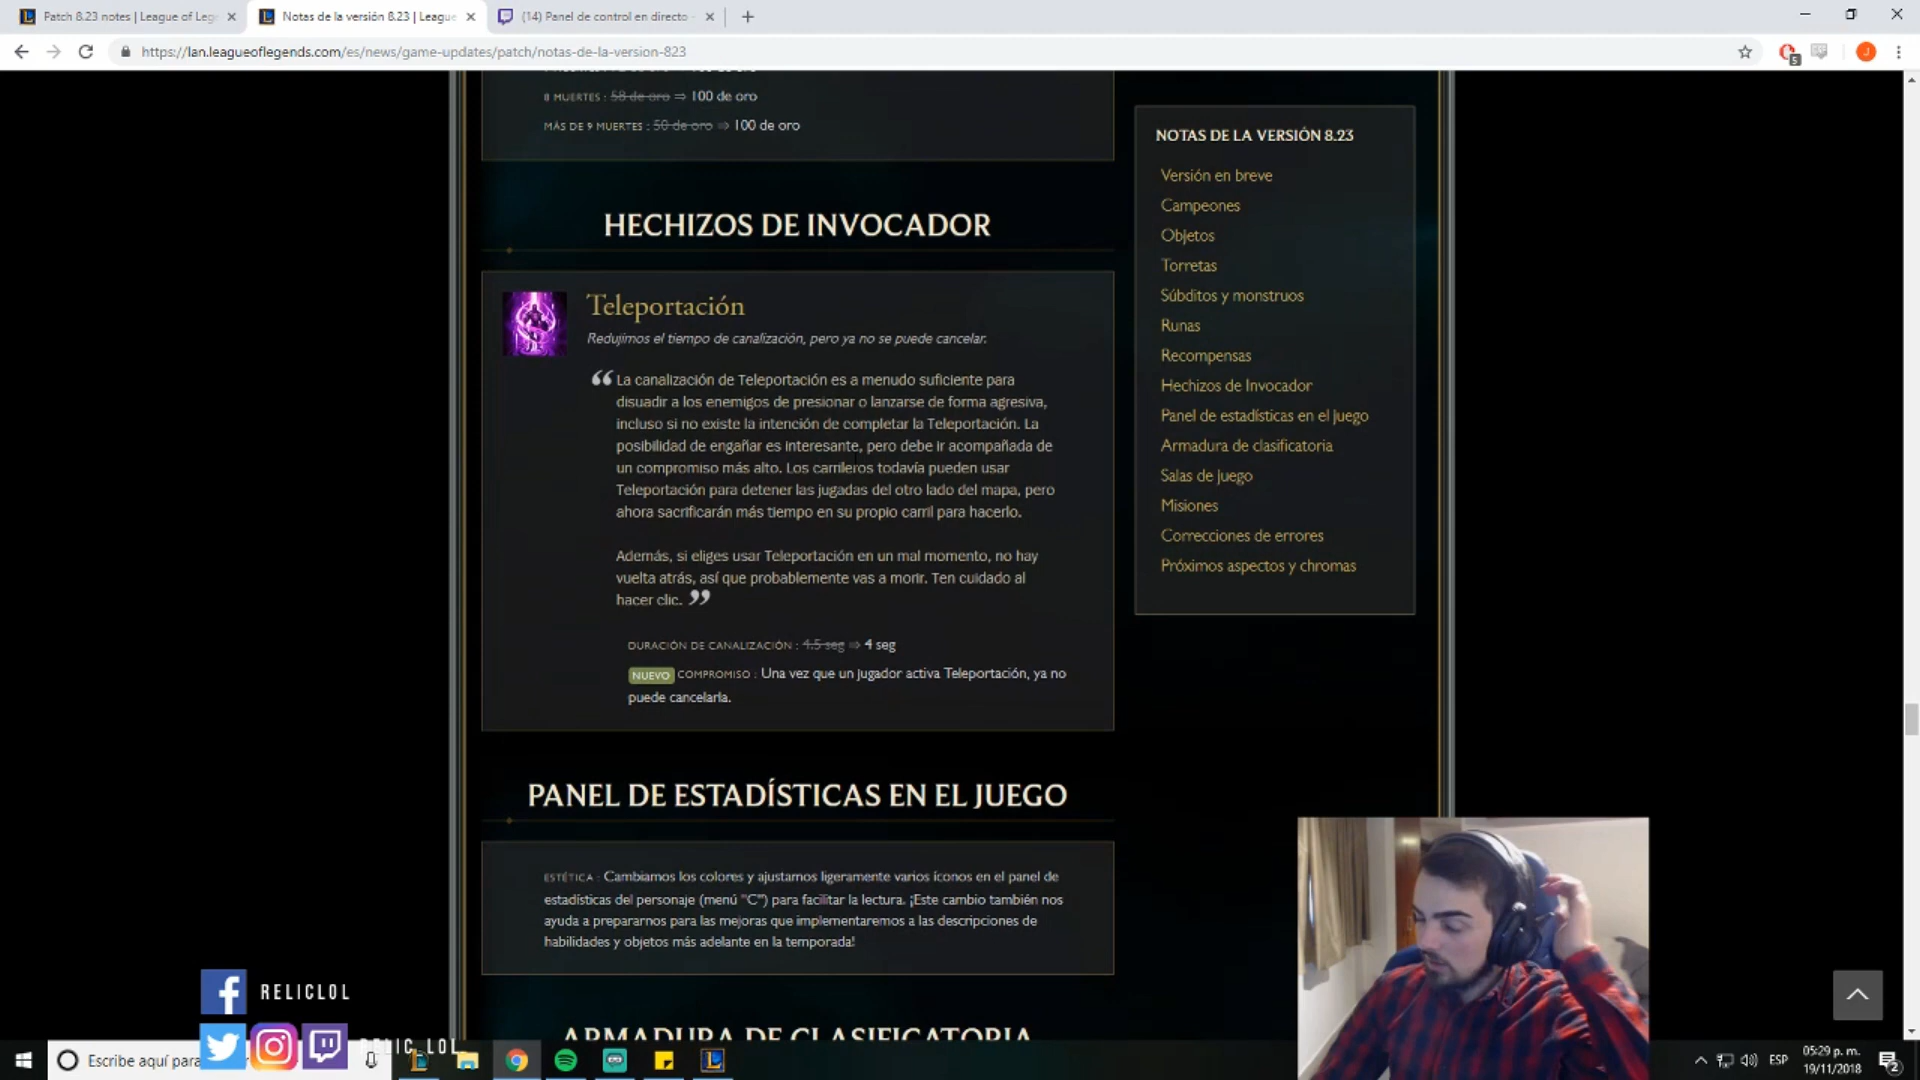 Patch 8.23 notes | League of Leg
Notas de la versión 8.23 | League
(14) Panel de control en directo
https://lan.leagueoflegends.com/es/news/game-updates/patch/notas-de-la-version-823
5
J
8 MUERTES : 58 de oro ⇒ 100 de oro
MÁS DE 9 MUERTES : 50 de oro ⇒ 100 de oro
HECHIZOS DE INVOCADOR
Teleportación
Redujimos el tiempo de canalización, pero ya no se puede cancelar.
“ La canalización de Teleportación es a menudo suficiente para
disuadir a los enemigos de presionar o lanzarse de forma agresiva,
incluso si no existe la intención de completar la Teleportación. La
posibilidad de engañar es interesante, pero debe ir acompañada de
un compromiso más alto. Los carrileros todavía pueden usar
Teleportación para detener las jugadas del otro lado del mapa, pero
ahora sacrificarán más tiempo en su propio carril para hacerlo.
Además, si eliges usar Teleportación en un mal momento, no hay
vuelta atrás, así que probablemente vas a morir. Ten cuidado al
hacer clic. ”
DURACIÓN DE CANALIZACIÓN : 4.5 seg ⇒ 4 seg
NUEVO COMPROMISO : Una vez que un jugador activa Teleportación, ya no
puede cancelarla.
PANEL DE ESTADÍSTICAS EN EL JUEGO
ESTÉTICA : Cambiamos los colores y ajustamos ligeramente varios íconos en el panel de
estadísticas del personaje (menú "C") para facilitar la lectura. ¡Este cambio también nos
ayuda a prepararnos para las mejoras que implementaremos a las descripciones de
habilidades y objetos más adelante en la temporada!
ARMADURA DE CLASIFICATORIA
NOTAS DE LA VERSIÓN 8.23
Versión en breve
Campeones
Objetos
Torretas
Súbditos y monstruos
Runas
Recompensas
Hechizos de Invocador
Panel de estadísticas en el juego
Armadura de clasificatoria
Salas de juego
Misiones
Correcciones de errores
Próximos aspectos y chromas
RELICLOL
RELIC_LOL
Escribe aquí para
ESP
05:29 p. m.
19/11/2018
2